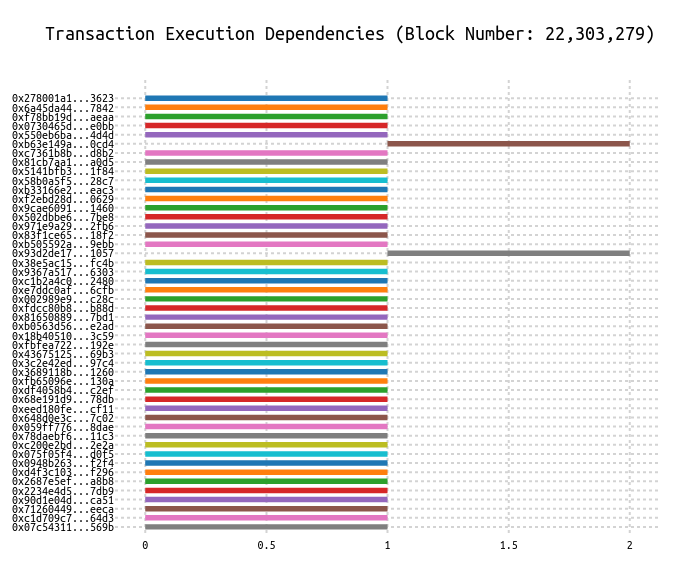 Transaction Execution Dependencies (Block Number: 22,303,279)
0x278001a1...3623
0x6a45da44...7842
0xf78bb19d...aeaa
0x0730465d...e0bb
0x550eb6ba...4d4d
0xb63e149a...0cd4
0xc7361b8b...d8b2
0x81cb7aa1...a0d5
0x5141bfb3...1f84
0x58b0a5f5...28c7
0xb33166e2...eac3
0xf2ebd28d...0629
0x9cae6091...1460
0x502dbbe6...7be8
0x971e9a29...2fb6
0x83f1ce65...18f2
0xb505592a...9ebb
0x93d2de17...1057
0x38e5ac15...fc4b
0x9367a517...6303
0xc1b2a4c0...2480
0xe7ddc0af...6cfb
0x002989e9...c28c
0xfdcc80b8...b88d
0x81650889...7bd1
0xb0563d56...e2ad
0x18b40510...3c59
0xfbfea722...192e
0x43675125...69b3
0x3c2e42ed...97c4
0x3689118b...1260
0xfb65096e...130a
0xdf4058b4...c2ef
0x68e191d9...78db
0xeed180fe...cf11
0x648d0e3c...7c02
0x059ff776...8dae
0x78daebf6...11c3
0xc200e2bd...2e2a
0x075f05f4...d0f5
0x0948b263...f2f4
0xd4f3c103...f296
0x2687e5ef...a8b8
0x2234e4d5...7db9
0x90d1e04d...ca51
0x71260449...eeca
0xc1d709c7...64d3
0x07c54311...569b
0 0.5 1 1.5 2